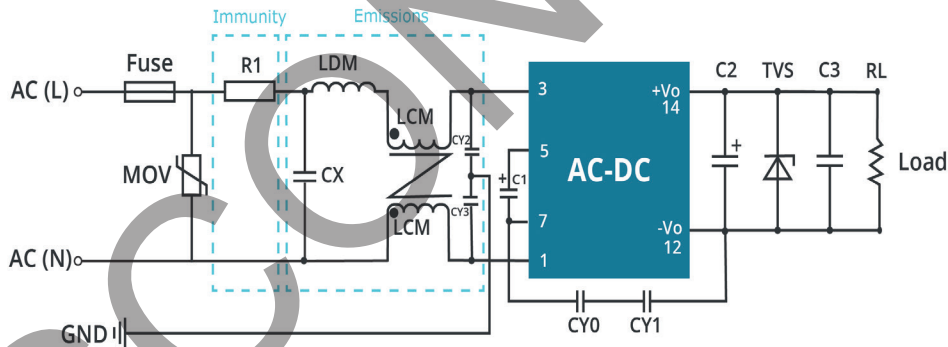 Immunity
Emissions
Fuse
R1
LDM
C2
TVS
C3
RL
AC (L)
3
+Vo
14
LCM
CY2
MOV
CX
5
C1
AC-DC
Load
CY3
LCM
7
-Vo
12
AC (N)
1
CY0
CY1
GND
+
+
CON